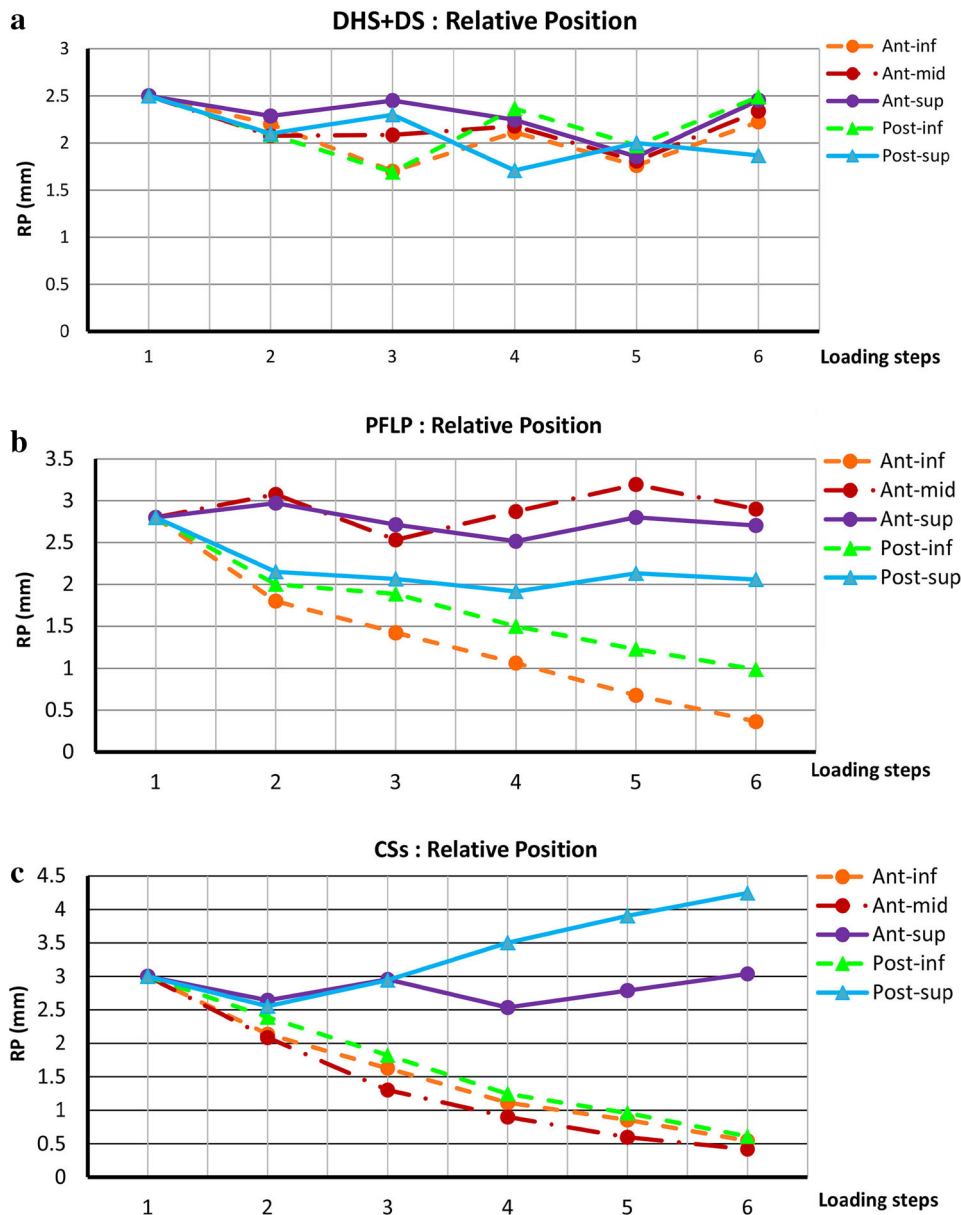 a
DHS+DS : Relative Position
3
2.5
2
1.5
1
0.5
0
RP (mm)
1 2 3 4 5 6
Loading steps
Ant-inf
Ant-mid
Ant-sup
Post-inf
Post-sup
b
PFLP : Relative Position
3.5
3
2.5
2
1.5
1
0.5
0
RP (mm)
1 2 3 4 5 6
Loading steps
Ant-inf
Ant-mid
Ant-sup
Post-inf
Post-sup
c
CSs : Relative Position
4.5
4
3.5
3
2.5
2
1.5
1
0.5
0
RP (mm)
1 2 3 4 5 6
Loading steps
Ant-inf
Ant-mid
Ant-sup
Post-inf
Post-sup